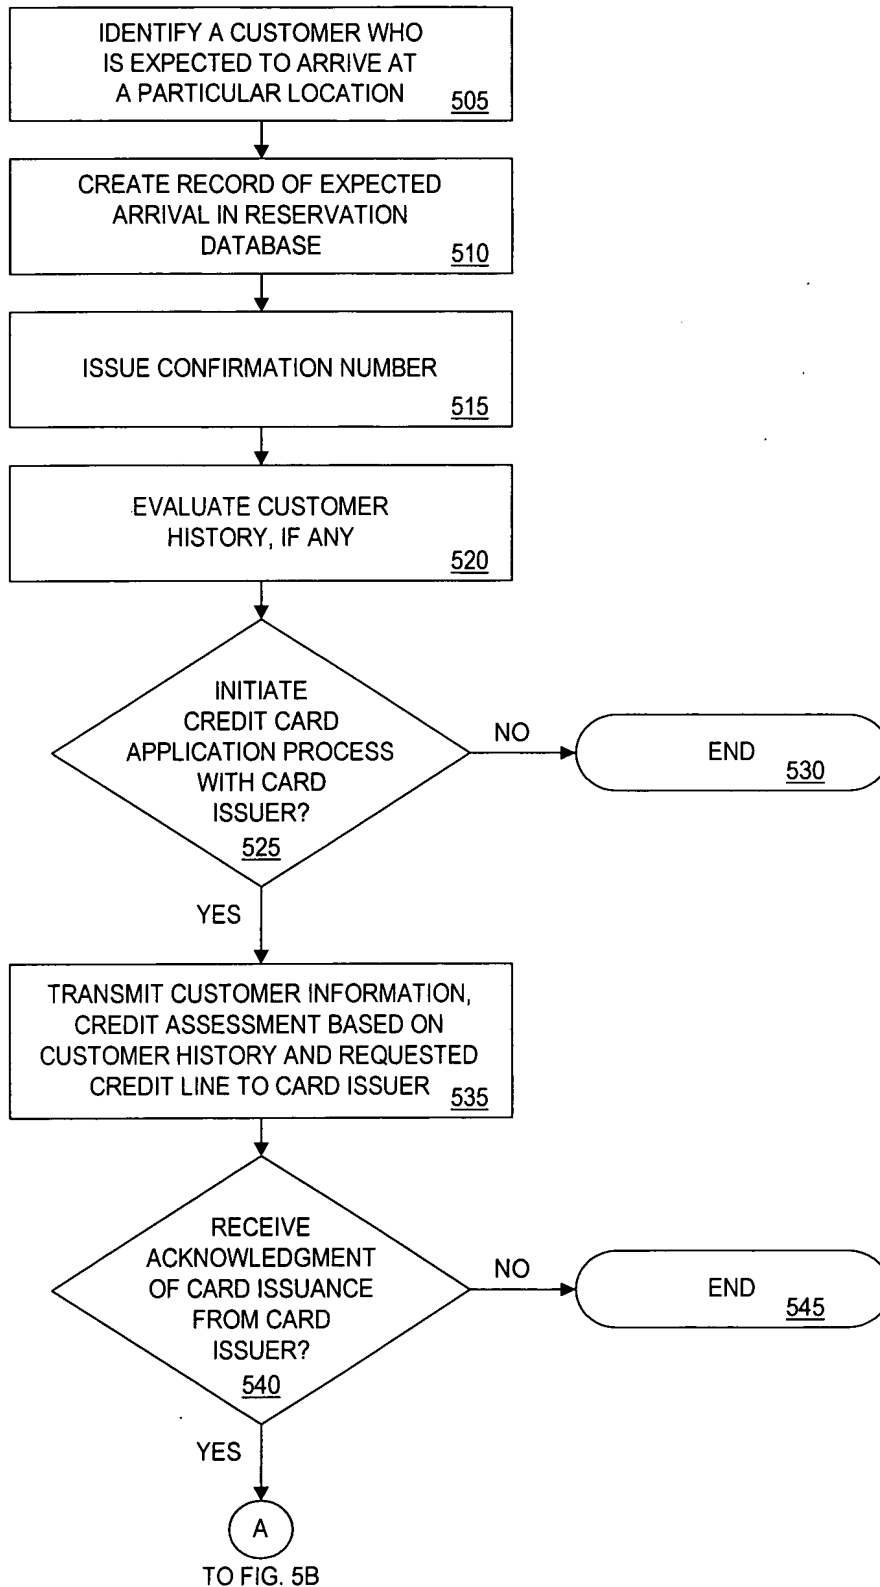 IDENTIFY A CUSTOMER WHO
IS EXPECTED TO ARRIVE AT
A PARTICULAR LOCATION
505
CREATE RECORD OF EXPECTED
ARRIVAL IN RESERVATION
DATABASE
510
ISSUE CONFIRMATION NUMBER
515
EVALUATE CUSTOMER
HISTORY, IF ANY
520
INITIATE
CREDIT CARD
APPLICATION PROCESS
WITH CARD
ISSUER?
525
NO
END
530
YES
TRANSMIT CUSTOMER INFORMATION,
CREDIT ASSESSMENT BASED ON
CUSTOMER HISTORY AND REQUESTED
CREDIT LINE TO CARD ISSUER
535
RECEIVE
ACKNOWLEDGMENT
OF CARD ISSUANCE
FROM CARD
ISSUER?
540
NO
END
545
YES
A
TO FIG. 5B